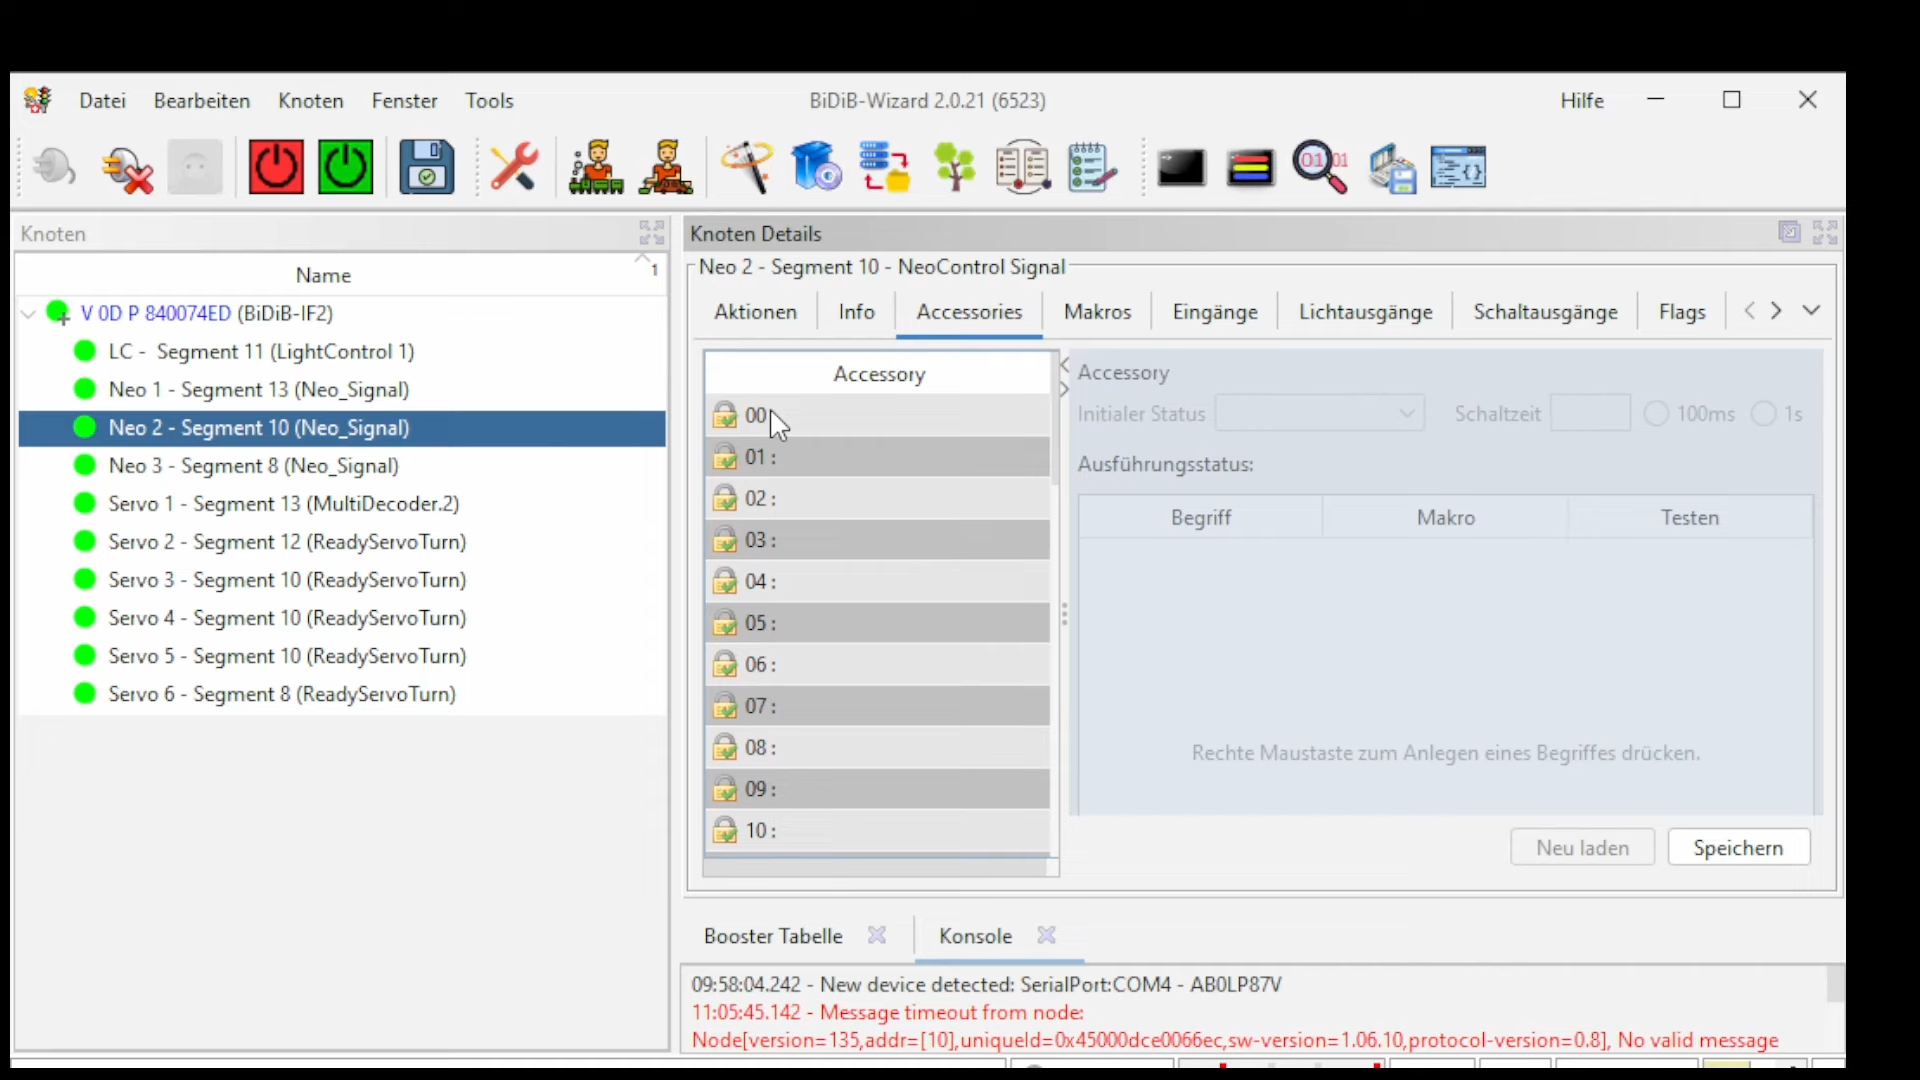 Datei Bearbeiten Knoten Fenster Tools BiDiB-Wizard 2.0.21 (6523) Hilfe
Knoten
Name 1
V 0D P 840074ED (BiDiB-IF2)
LC - Segment 11 (LightControl 1)
Neo 1 - Segment 13 (Neo_Signal)
Neo 2 - Segment 10 (Neo_Signal)
Neo 3 - Segment 8 (Neo_Signal)
Servo 1 - Segment 13 (MultiDecoder.2)
Servo 2 - Segment 12 (ReadyServoTurn)
Servo 3 - Segment 10 (ReadyServoTurn)
Servo 4 - Segment 10 (ReadyServoTurn)
Servo 5 - Segment 10 (ReadyServoTurn)
Servo 6 - Segment 8 (ReadyServoTurn)
Knoten Details
Neo 2 - Segment 10 - NeoControl Signal
Aktionen Info Accessories Makros Eingänge Lichtausgänge Schaltausgänge Flags
Accessory
00
01 :
02 :
03 :
04 :
05 :
06 :
07 :
08 :
09 :
10 :
Accessory
Initialer Status Schaltzeit 100ms 1s
Ausführungsstatus:
Begriff Makro Testen
Rechte Maustaste zum Anlegen eines Begriffes drücken.
Neu laden Speichern
Booster Tabelle Konsole
09:58:04.242 - New device detected: SerialPort:COM4 - AB0LP87V
11:05:45.142 - Message timeout from node:
Node[version=135,addr=[10],uniqueId=0x45000dce0066ec,sw-version=1.06.10,protocol-version=0.8], No valid message